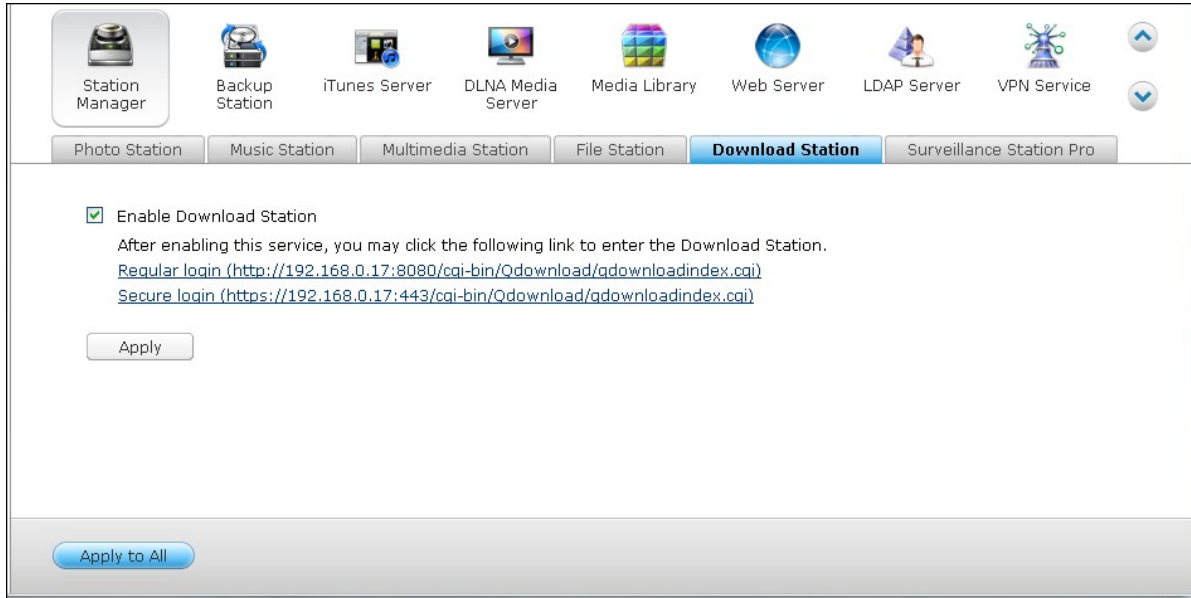 Station Manager
Backup Station
iTunes Server
DLNA Media Server
Media Library
Web Server
LDAP Server
VPN Service
Photo Station
Music Station
Multimedia Station
File Station
Download Station
Surveillance Station Pro
Enable Download Station
After enabling this service, you may click the following link to enter the Download Station.
Regular login (http://192.168.0.17:8080/cgi-bin/Qdownload/qdownloadindex.cgi)
Secure login (https://192.168.0.17:443/cgi-bin/Qdownload/qdownloadindex.cgi)
Apply
Apply to All